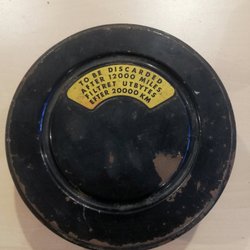 TO BE DISCARDED
AFTER 12000 MILES.
FILTRET UTBYTES
EFTER 20000 KM